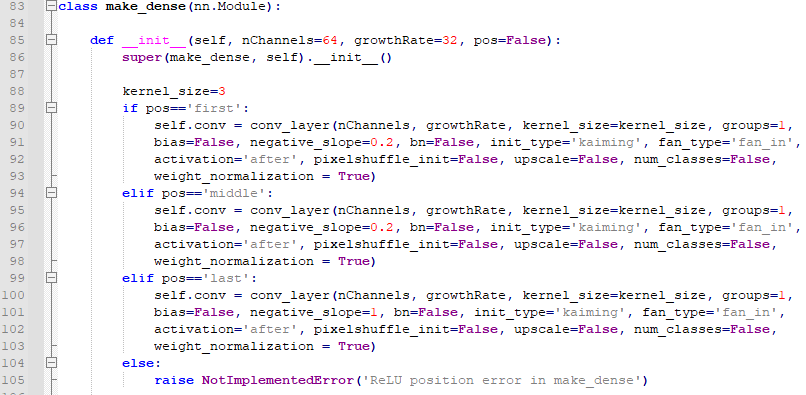 83 class make_dense(nn.Module):
84
85     def __init__(self, nChannels=64, growthRate=32, pos=False):
86         super(make_dense, self).__init__()
87
88         kernel_size=3
89         if pos=='first':
90             self.conv = conv_layer(nChannels, growthRate, kernel_size=kernel_size, groups=1,
91             bias=False, negative_slope=0.2, bn=False, init_type='kaiming', fan_type='fan_in',
92             activation='after', pixelshuffle_init=False, upscale=False, num_classes=False,
93             weight_normalization = True)
94         elif pos=='middle':
95             self.conv = conv_layer(nChannels, growthRate, kernel_size=kernel_size, groups=1,
96             bias=False, negative_slope=0.2, bn=False, init_type='kaiming', fan_type='fan_in',
97             activation='after', pixelshuffle_init=False, upscale=False, num_classes=False,
98             weight_normalization = True)
99         elif pos=='last':
100             self.conv = conv_layer(nChannels, growthRate, kernel_size=kernel_size, groups=1,
101             bias=False, negative_slope=1, bn=False, init_type='kaiming', fan_type='fan_in',
102             activation='after', pixelshuffle_init=False, upscale=False, num_classes=False,
103             weight_normalization = True)
104         else:
105             raise NotImplementedError('ReLU position error in make_dense')